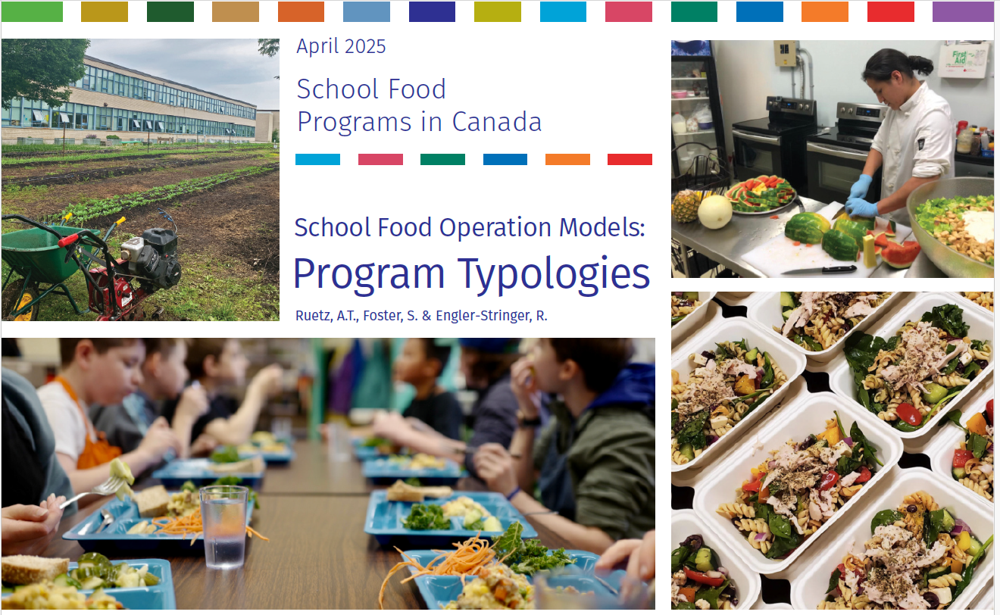 April 2025
School Food
Programs in Canada
School Food Operation Models:
Program Typologies
Ruetz, A.T., Foster, S. & Engler-Stringer, R.
First
Aid